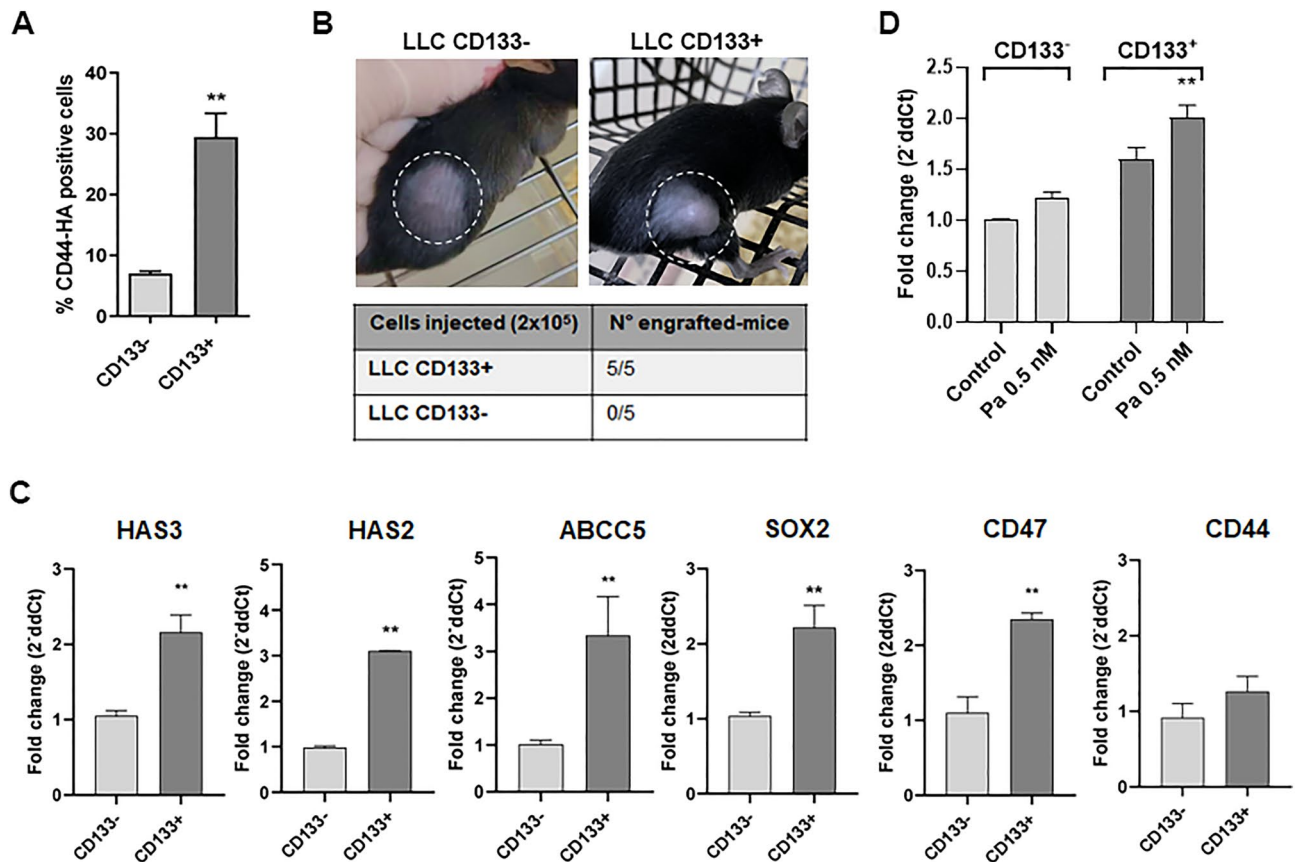 A
% CD44-HA positive cells
40
30
20
10
0
**
CD133-
CD133+
B
LLC CD133-
LLC CD133+
Cells injected (2x10⁵)
N° engrafted-mice
LLC CD133+
5/5
LLC CD133-
0/5
D
CD133⁻
CD133⁺
Fold change (2⁻ddCt)
2.5
2.0
1.5
1.0
0.5
0.0
**
Control
Pa 0.5 nM
Control
Pa 0.5 nM
C
HAS3
Fold change (2⁻ddCt)
3
2
1
0
**
CD133-
CD133+
HAS2
Fold change (2⁻ddCt)
5
4
3
2
1
0
**
CD133-
CD133+
ABCC5
Fold change (2⁻ddCt)
5
4
3
2
1
0
**
CD133-
CD133+
SOX2
Fold change (2ddCt)
3
2
1
0
**
CD133-
CD133+
CD47
Fold change (2ddCt)
3
2
1
0
**
CD133-
CD133+
CD44
Fold change (2⁻ddCt)
3
2
1
0
CD133-
CD133+